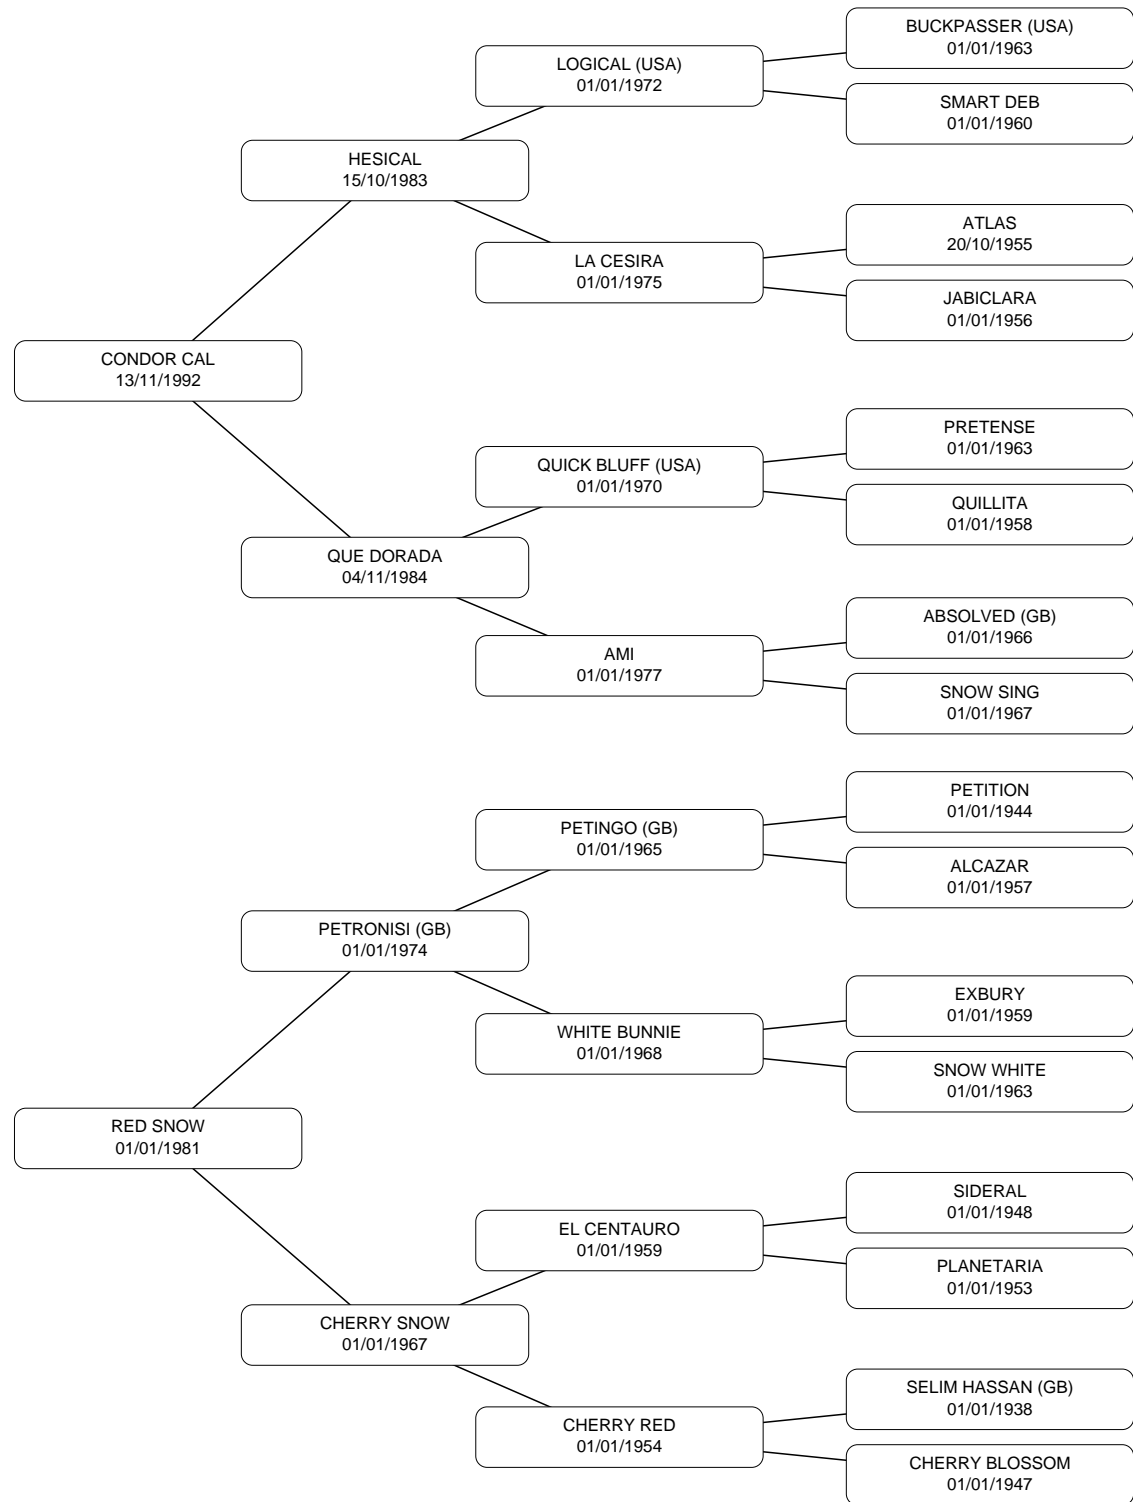 BUCKPASSER (USA)
01/01/1963
LOGICAL (USA)
01/01/1972
SMART DEB
01/01/1960
HESICAL
15/10/1983
ATLAS
20/10/1955
LA CESIRA
01/01/1975
JABICLARA
01/01/1956
CONDOR CAL
13/11/1992
PRETENSE
01/01/1963
QUICK BLUFF (USA)
01/01/1970
QUILLITA
01/01/1958
QUE DORADA
04/11/1984
ABSOLVED (GB)
01/01/1966
AMI
01/01/1977
SNOW SING
01/01/1967
PETITION
01/01/1944
PETINGO (GB)
01/01/1965
ALCAZAR
01/01/1957
PETRONISI (GB)
01/01/1974
EXBURY
01/01/1959
WHITE BUNNIE
01/01/1968
SNOW WHITE
01/01/1963
RED SNOW
01/01/1981
SIDERAL
01/01/1948
EL CENTAURO
01/01/1959
PLANETARIA
01/01/1953
CHERRY SNOW
01/01/1967
SELIM HASSAN (GB)
01/01/1938
CHERRY RED
01/01/1954
CHERRY BLOSSOM
01/01/1947